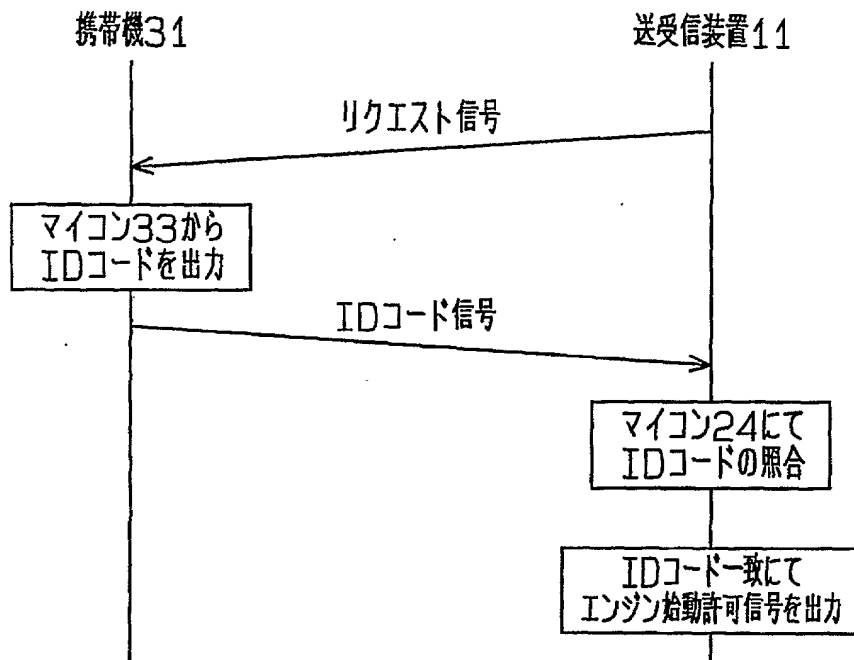 携帯機31
送受信装置11
リクエスト信号
マイコン33から
IDコードを出力
IDコード信号
マイコン24にて
IDコードの照合
IDコード一致にて
エンジン始動許可信号を出力